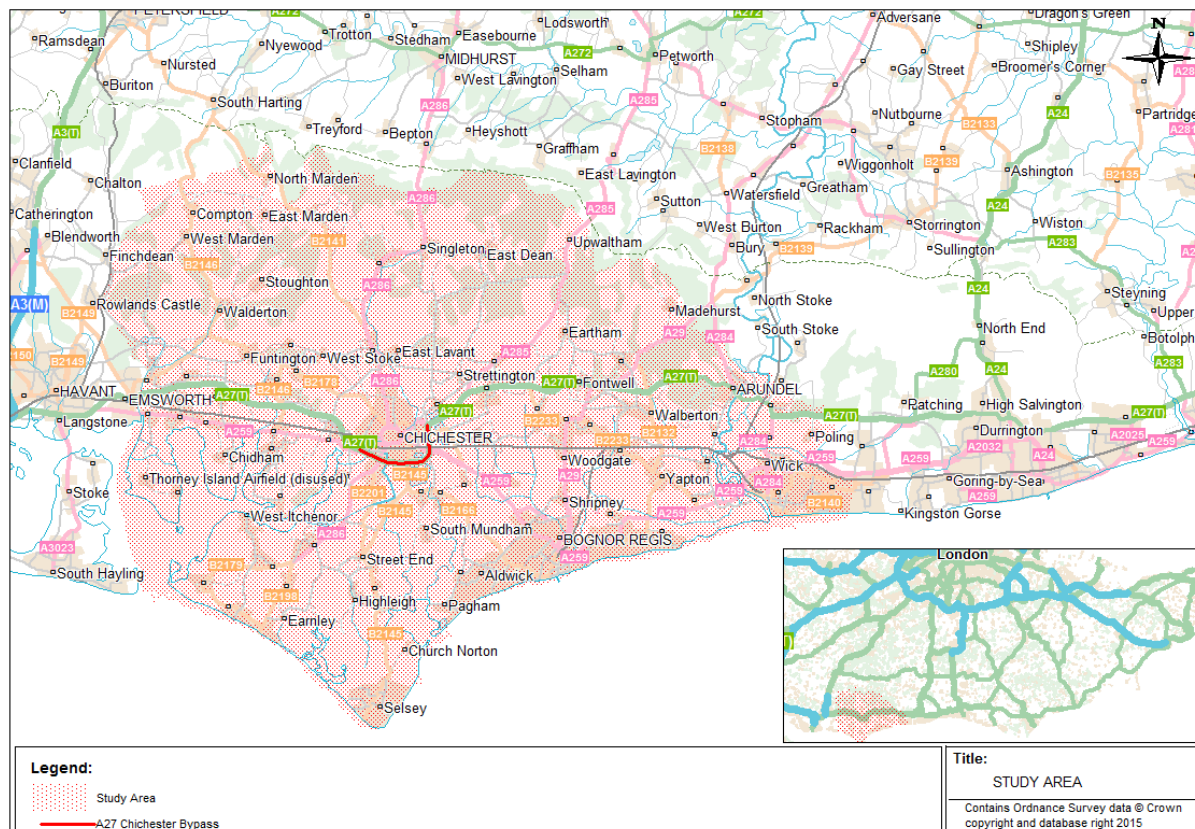 PETERSFIELD
A272
Trotton
Stedham
Easebourne
Lodsworth
A272
Adversane
Dragon's Green
N
Ramsdean
Nyewood
MIDHURST
A272
Petworth
Shipley
Nursted
West Lavington
Selham
Gay Street
Broomer's Corner
A28
Buriton
A286
A285
A24
South Harting
Stopham
Nutbourne
B2133
Partridge
A3(T)
Treyford
Bepton
Heyshott
A281
Graffham
B2138
Clanfield
Wiggonholt
B2139
Chalton
North Marden
East Lavington
Watersfield
Greatham
Ashington
B2135
A286
Sutton
A24
Catherington
Compton
East Marden
A285
West Burton
Rackham
Storrington
Wiston
Blendworth
West Marden
B2141
Singleton
Upwaltham
Bury
B2139
Sullington
A283
Finchdean
B2146
East Dean
Stoughton
A286
A24
Steyning
A3(M)
Rowlands Castle
North Stoke
B2149
Walderton
Madehurst
Upper
Eartham
A29
South Stoke
North End
A284
Botolph
B2150
Funtington
West Stoke
East Lavant
A285
B2149
A283
Strettington
A280
A24
HAVANT
EMSWORTH
A27(T)
B2146
B2178
A286
A27(T)
Fontwell
A27(T)
ARUNDEL
Patching
High Salvington
A27(T)
Walberton
A27(T)
A27(T)
Langstone
A259
A27(T)
CHICHESTER
B2233
B2233
B2132
A284
Poling
Durrington
A2025
A259
A2032
Chidham
B2145
Woodgate
A259
A259
A24
Wick
Thorney Island Airfield (disused)
A259
A29
Yapton
A284
Goring-by-Sea
Stoke
B2201
A259
B2140
A259
West Itchenor
B2145
B2166
Shripney
Kingston Gorse
A286
South Mundham
A259
A3023
BOGNOR REGIS
Street End
A259
South Hayling
B2179
Aldwick
B2198
Highleigh
Pagham
Earnley
B2145
Church Norton
Selsey
London
Legend:
Study Area
A27 Chichester Bypass
Title:
STUDY AREA
Contains Ordnance Survey data © Crown
copyright and database right 2015